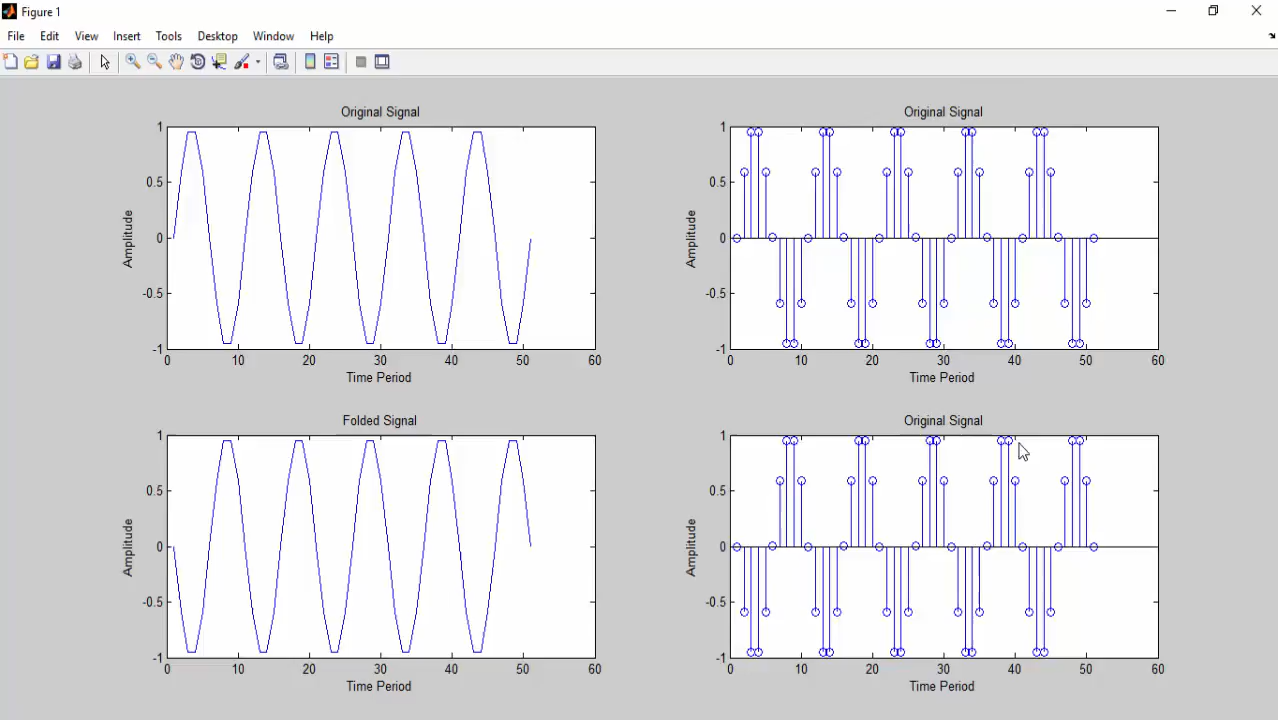 Figure 1
File Edit View Insert Tools Desktop Window Help
Original Signal
1
0.5
0
-0.5
-1
Amplitude
0 10 20 30 40 50 60
Time Period
Original Signal
1
0.5
0
-0.5
-1
Amplitude
0 10 20 30 40 50 60
Time Period
Folded Signal
1
0.5
0
-0.5
-1
Amplitude
0 10 20 30 40 50 60
Time Period
Original Signal
1
0.5
0
-0.5
-1
Amplitude
0 10 20 30 40 50 60
Time Period